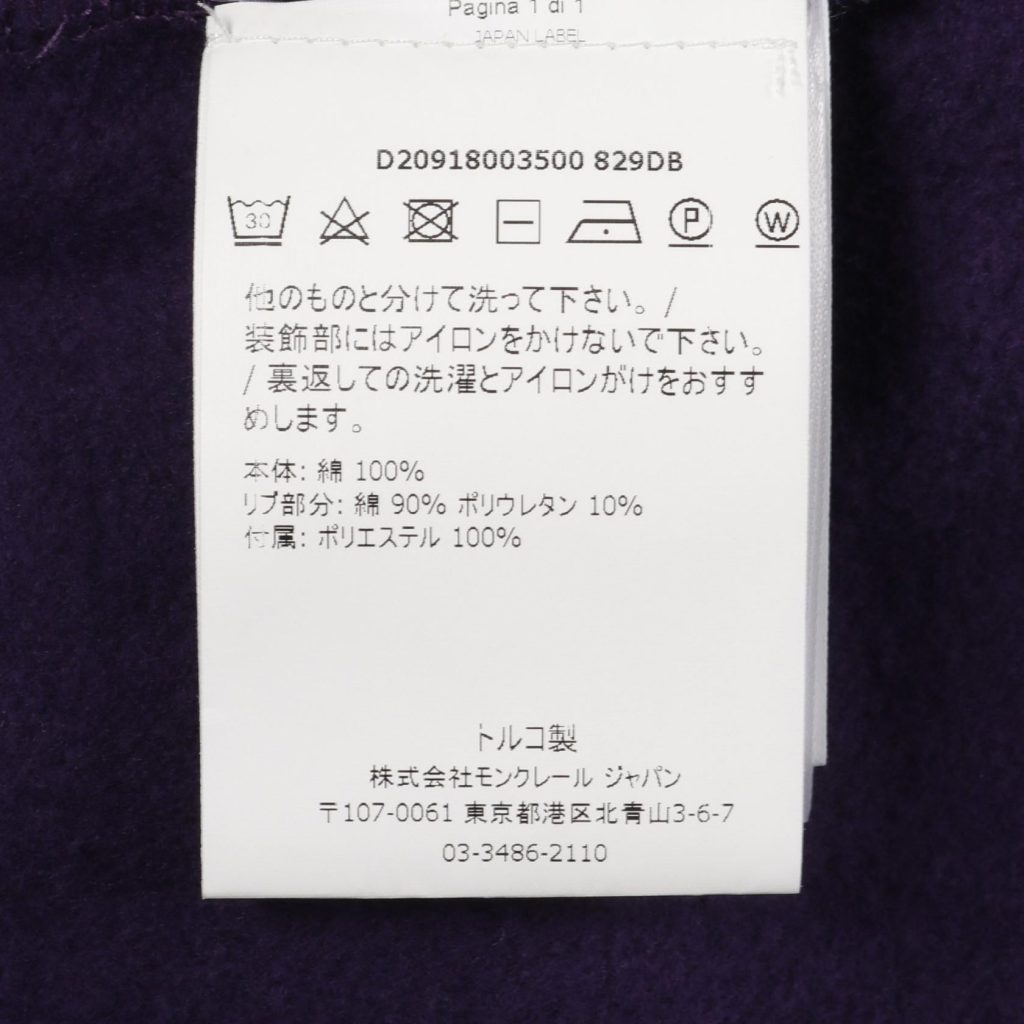 Pagina 1 di 1
JAPAN LABEL
D20918003500 829DB
30 P W
他のものと分けて洗って下さい。/
装飾部にはアイロンをかけないで下さい。
/ 裏返しての洗濯とアイロンがけをおすす
めします。
本体: 綿 100%
リブ部分: 綿 90% ポリウレタン 10%
付属: ポリエステル 100%
トルコ製
株式会社モンクレール ジャパン
〒107-0061 東京都港区北青山3-6-7
03-3486-2110